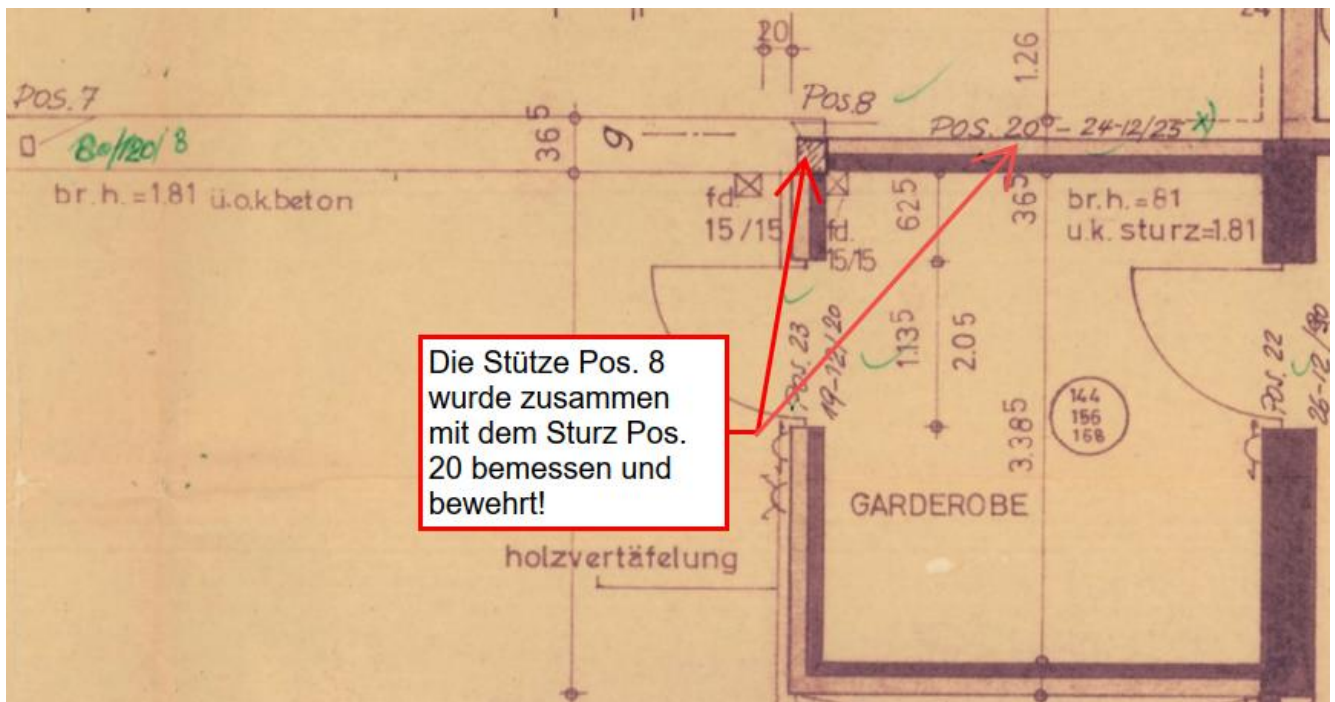 20
1.26
POS. 7
Pos.8
80/120/8
365
9
POS. 20 - 24-12/25 x)
br.h.=1.81 ü.o.k.beton
fd.
15/15
fd.
15/15
625
365
br.h.=81
u.k. sturz=1.81
Die Stütze Pos. 8
wurde zusammen
mit dem Sturz Pos.
20 bemessen und
bewehrt!
POS. 23
19-12/20
1.135
2.05
3.385
144
156
168
POS. 22
26-12/90
GARDEROBE
holzvertäfelung